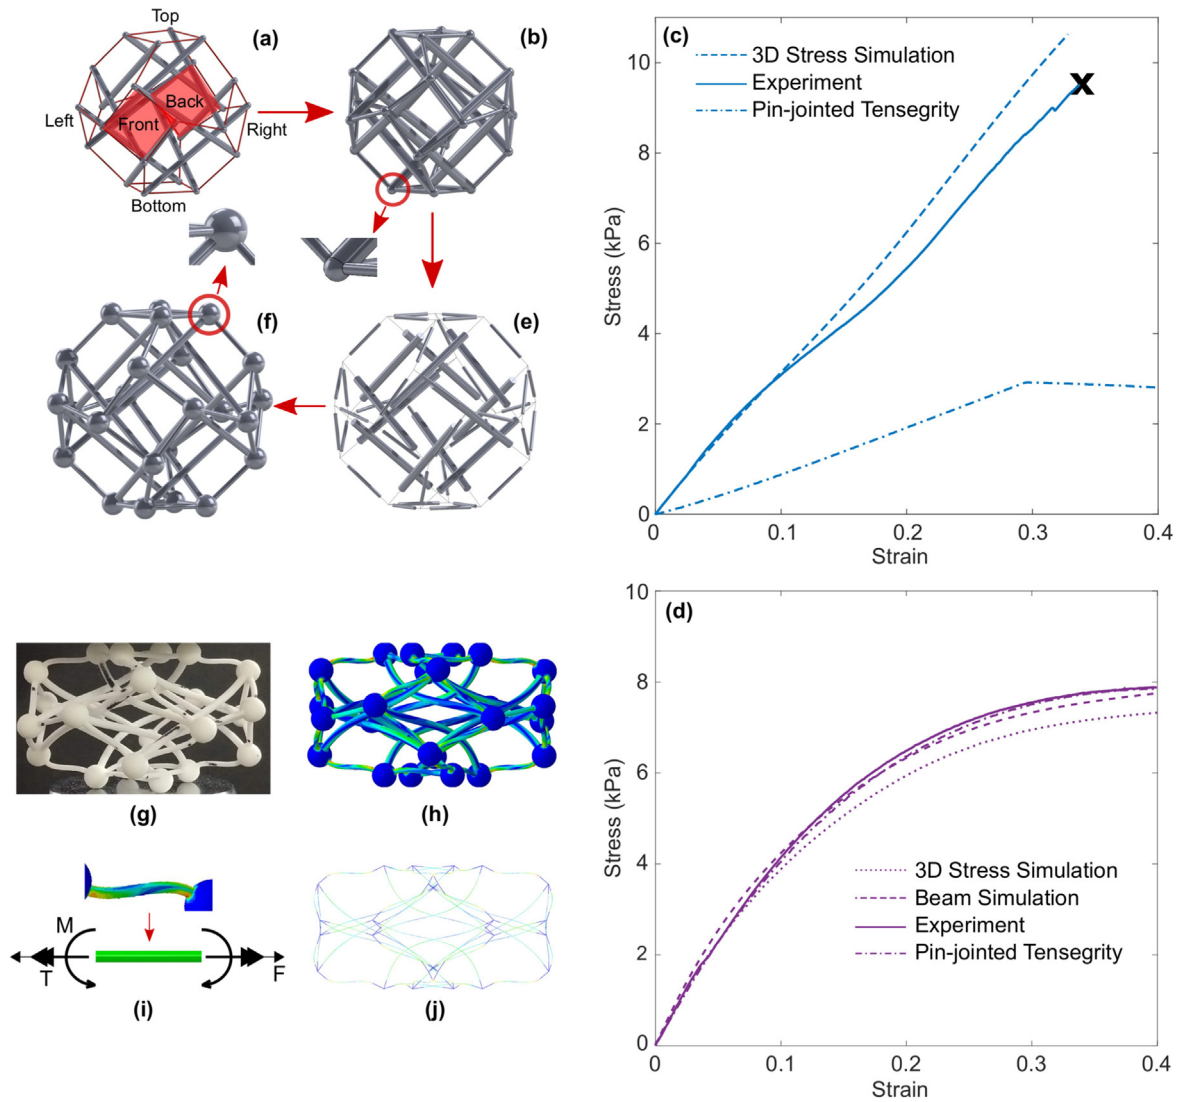 Top
(a)
Left
Front
Back
Right
Bottom
(b)
(f)
(e)
(c)
3D Stress Simulation
Experiment
Pin-jointed Tensegrity
X
Stress (kPa)
10
8
6
4
2
0
0
0.1
0.2
0.3
0.4
Strain
(g)
(h)
M
T
F
(i)
(j)
(d)
Stress (kPa)
10
8
6
4
2
0
3D Stress Simulation
Beam Simulation
Experiment
Pin-jointed Tensegrity
0
0.1
0.2
0.3
0.4
Strain